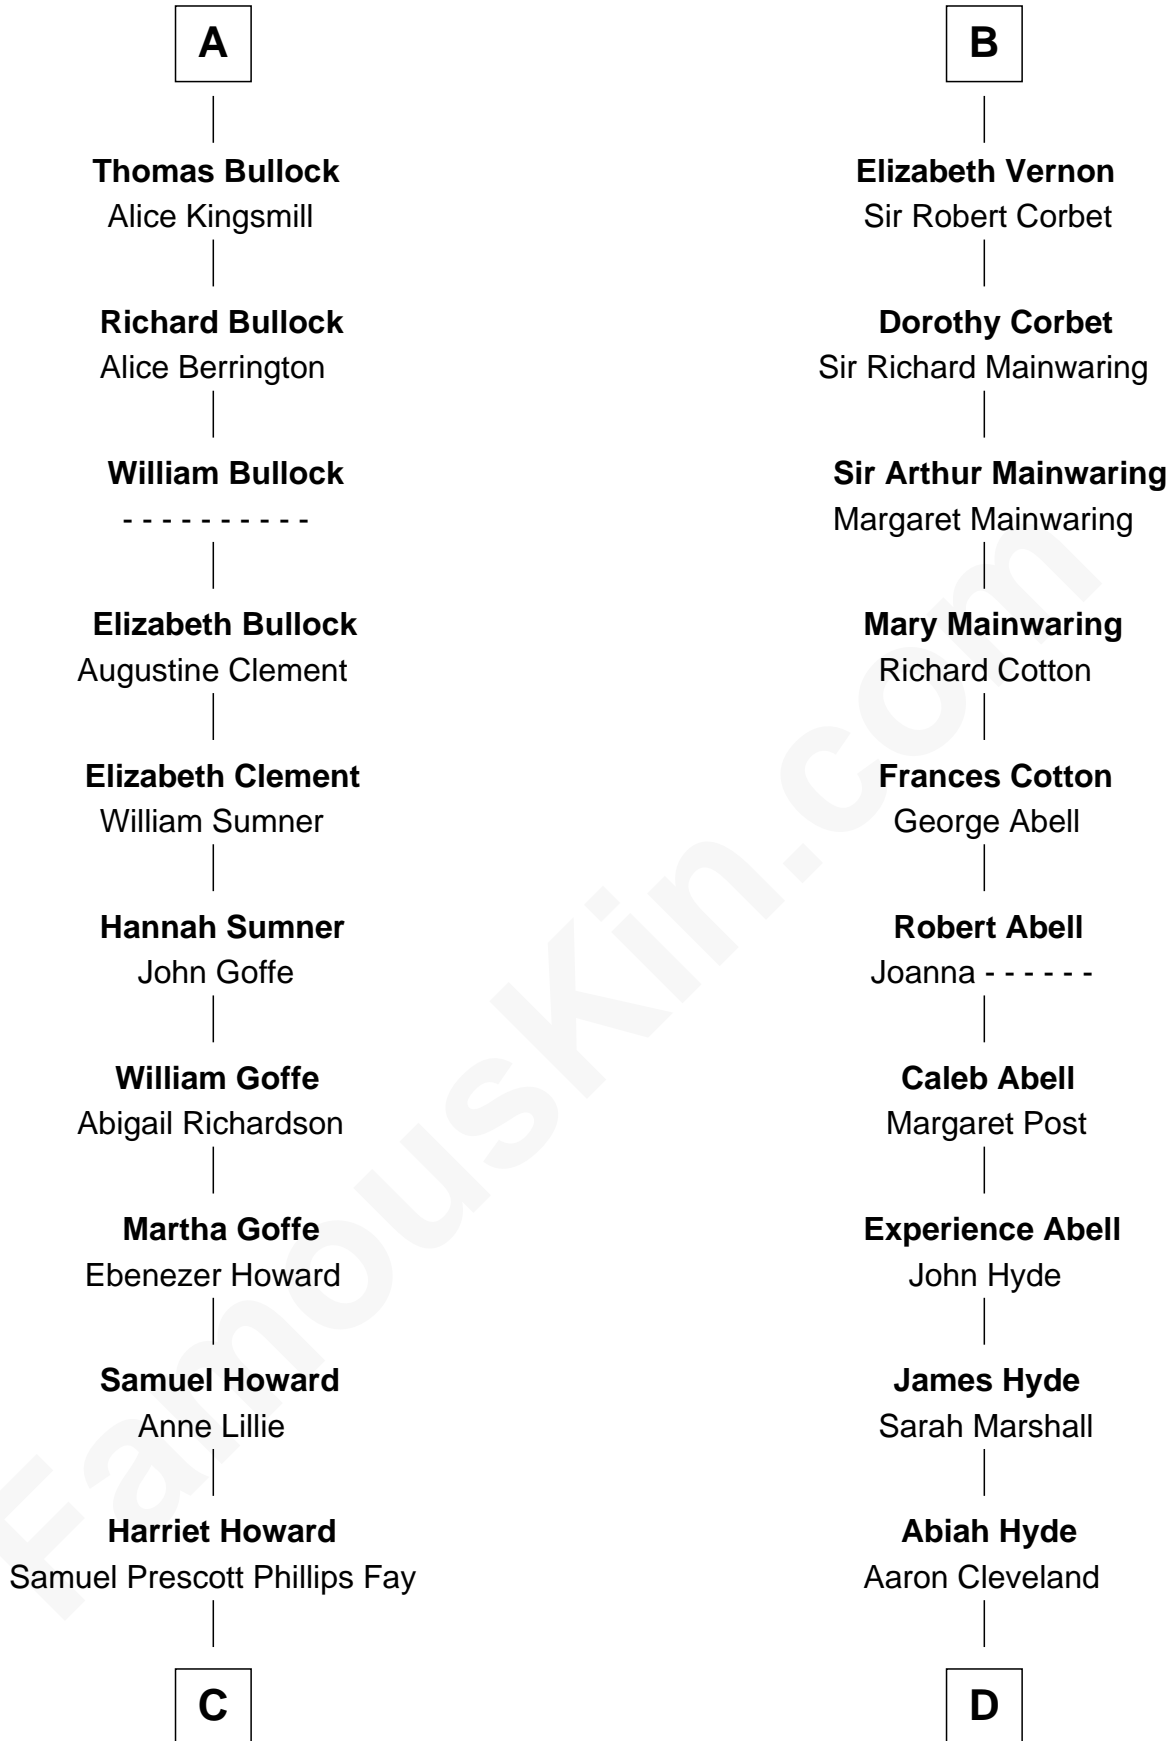 A
Thomas Bullock
Alice Kingsmill
Richard Bullock
Alice Berrington
William Bullock
- - - - - - - - - -
Elizabeth Bullock
Augustine Clement
Elizabeth Clement
William Sumner
Hannah Sumner
John Goffe
William Goffe
Abigail Richardson
Martha Goffe
Ebenezer Howard
Samuel Howard
Anne Lillie
Harriet Howard
Samuel Prescott Phillips Fay
C
B
Elizabeth Vernon
Sir Robert Corbet
Dorothy Corbet
Sir Richard Mainwaring
Sir Arthur Mainwaring
Margaret Mainwaring
Mary Mainwaring
Richard Cotton
Frances Cotton
George Abell
Robert Abell
Joanna - - - - - -
Caleb Abell
Margaret Post
Experience Abell
John Hyde
James Hyde
Sarah Marshall
Abiah Hyde
Aaron Cleveland
D
FamousKin.com